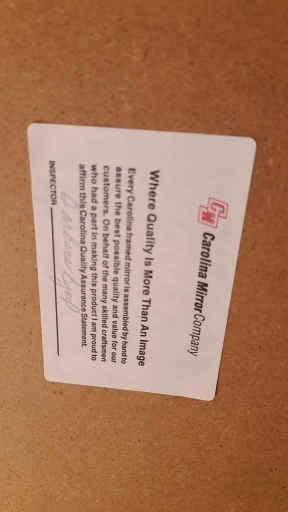 CM Carolina Mirror Company
Where Quality Is More Than An Image
Every Carolina framed mirror is assembled by hand to
assure the best possible quality and value for our
customers. On behalf of the many skilled craftsmen
who had a part in making this product I am proud to
affirm this Carolina Quality Assurance Statement.
INSPECTOR Barbara